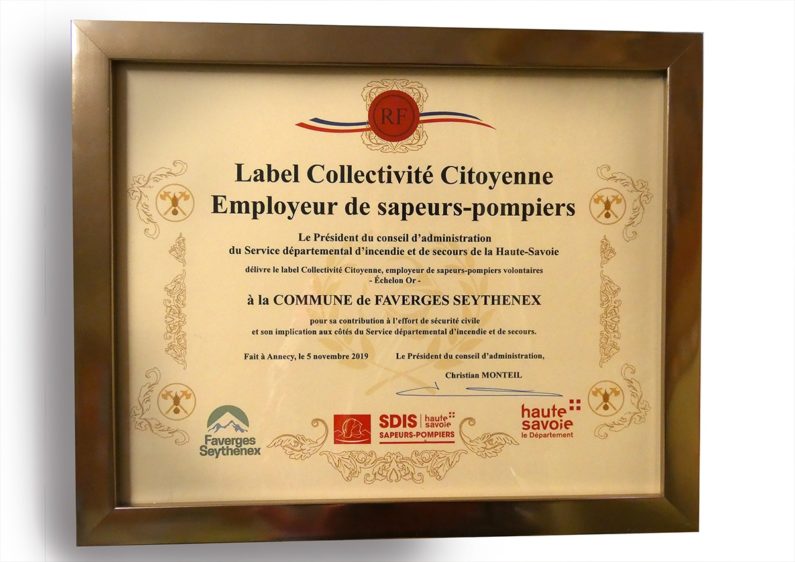 RF
Label Collectivité Citoyenne
Employeur de sapeurs-pompiers
Le Président du conseil d'administration
du Service départemental d'incendie et de secours de la Haute-Savoie
délivre le label Collectivité Citoyenne, employeur de sapeurs-pompiers volontaires
- Échelon Or -
à la COMMUNE de FAVERGES SEYTHENEX
pour sa contribution à l'effort de sécurité civile
et son implication aux côtés du Service départemental d'incendie et de secours.
Fait à Annecy, le 5 novembre 2019 Le Président du conseil d'administration,
Christian MONTEIL
Faverges
Seythenex
SDIS haute
savoie
SAPEURS-POMPIERS
haute
savoie
le Département